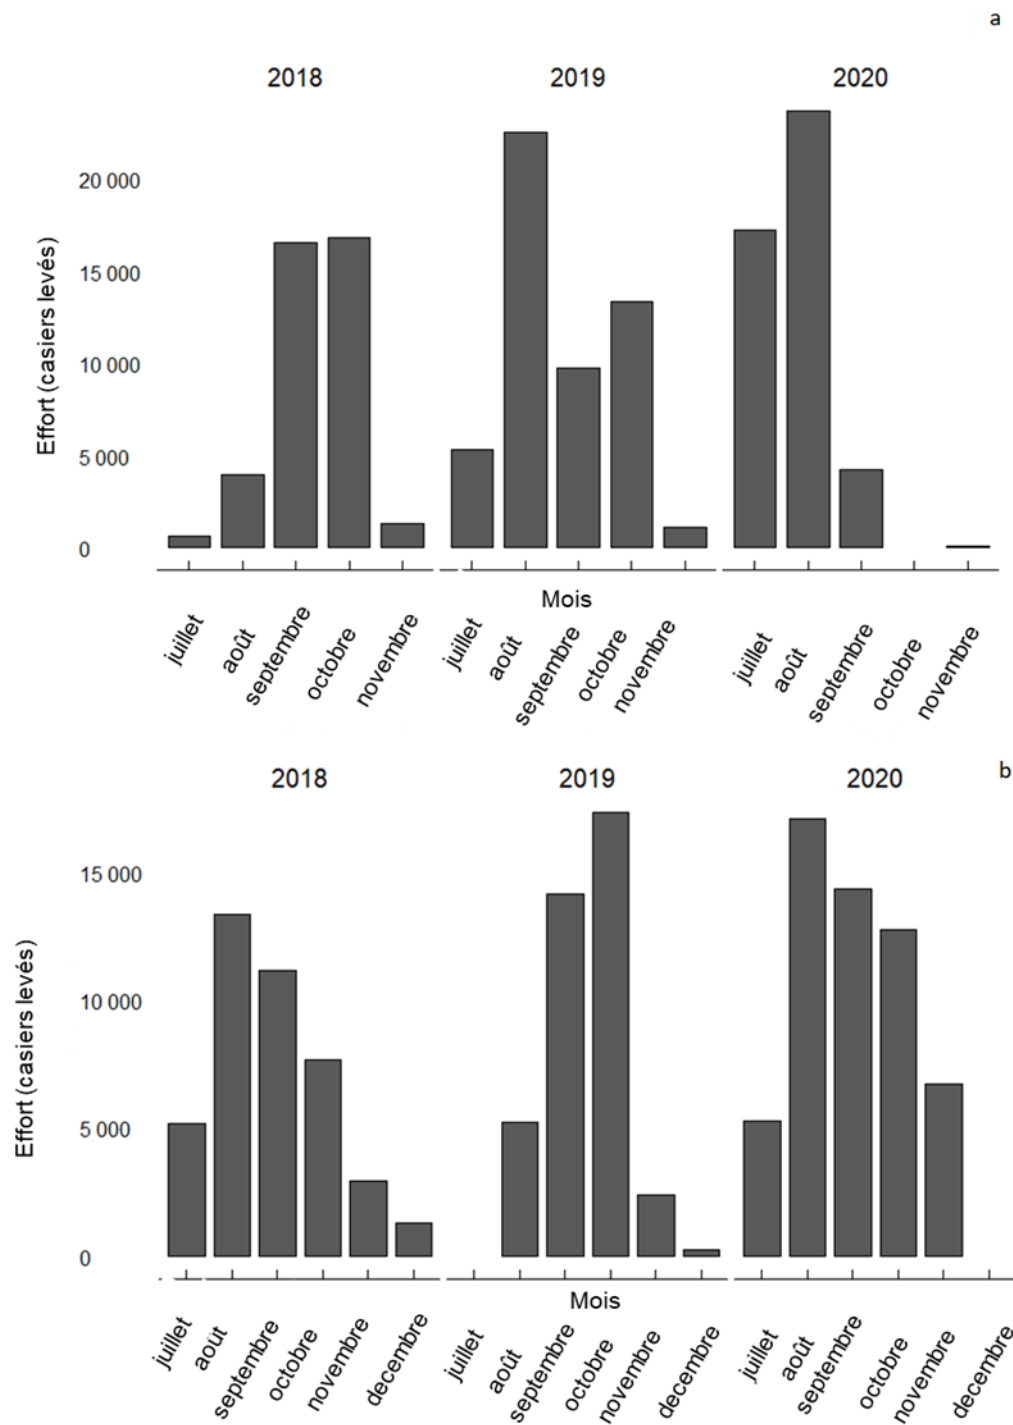 a
2018 2019 2020
Effort (casiers levés)
20 000
15 000
10 000
5 000
0
Mois
juillet août septembre octobre novembre juillet août septembre octobre novembre juillet août septembre octobre novembre
b
2018 2019 2020
Effort (casiers levés)
15 000
10 000
5 000
0
Mois
juillet août septembre octobre novembre decembre juillet août septembre octobre novembre decembre juillet août septembre octobre novembre decembre